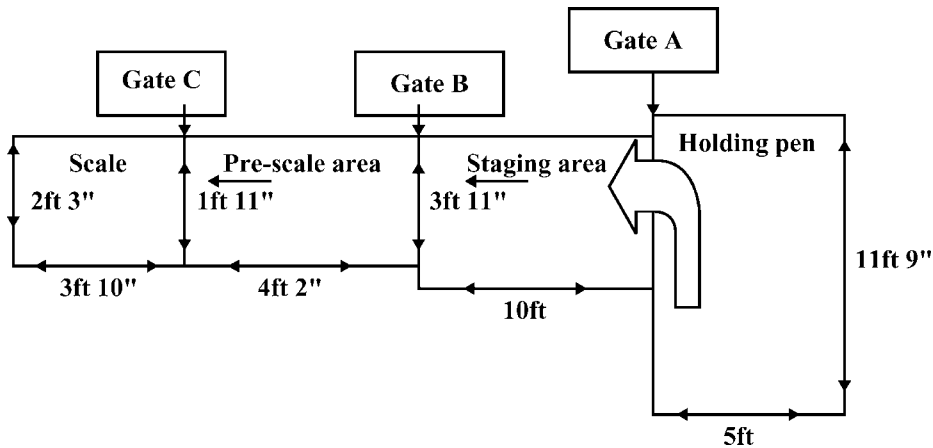 Gate A
Gate C
Gate B
Scale
Pre-scale area
Staging area
Holding pen
2ft 3"
1ft 11"
3ft 11"
11ft 9"
3ft 10"
4ft 2"
10ft
5ft